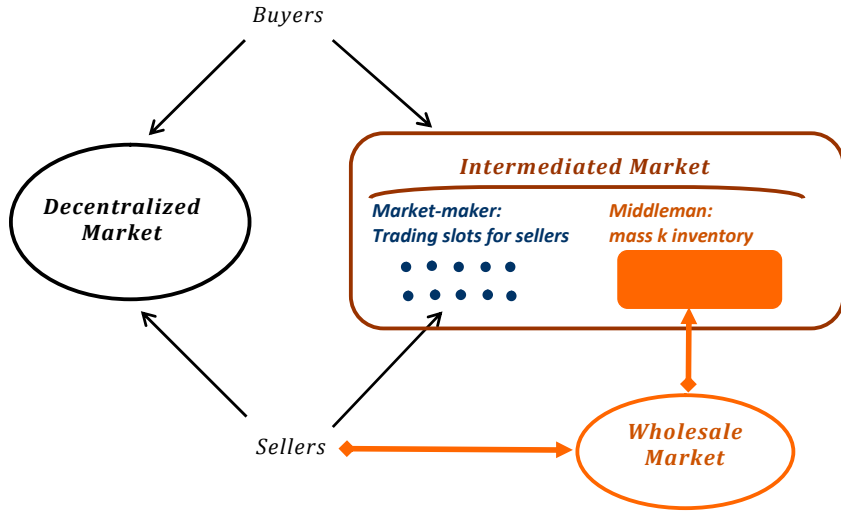 Buyers
Decentralized
Market
Intermediated Market
Market-maker:
Trading slots for sellers
Middleman:
mass k inventory
Sellers
Wholesale
Market